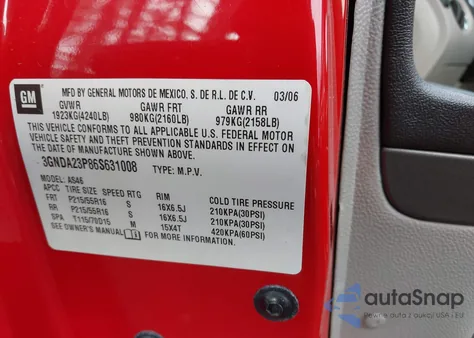 GM
MFD BY GENERAL MOTORS DE MEXICO, S. DE R.L. DE C.V. 03/06
GVWR GAWR FRT GAWR RR
1923KG(4240LB) 980KG(2160LB) 979KG(2158LB)
THIS VEHICLE CONFORMS TO ALL APPLICABLE U.S. FEDERAL MOTOR
VEHICLE SAFETY AND THEFT PREVENTION STANDARDS IN EFFECT ON
THE DATE OF MANUFACTURE SHOWN ABOVE.
3GNDA23P86S631008 TYPE: M.P.V.
MODEL: AS46
APCC TIRE SIZE SPEED RTG RIM COLD TIRE PRESSURE
FRT P215/55R16 S 16X6.5J 210KPA(30PSI)
RR P215/55R16 S 16X6.5J 210KPA(30PSI)
SPA T115/70D15 M 15X4T 420KPA(60PSI)
SEE OWNER'S MANUAL FOR MORE INFORMATION.
autoSnap